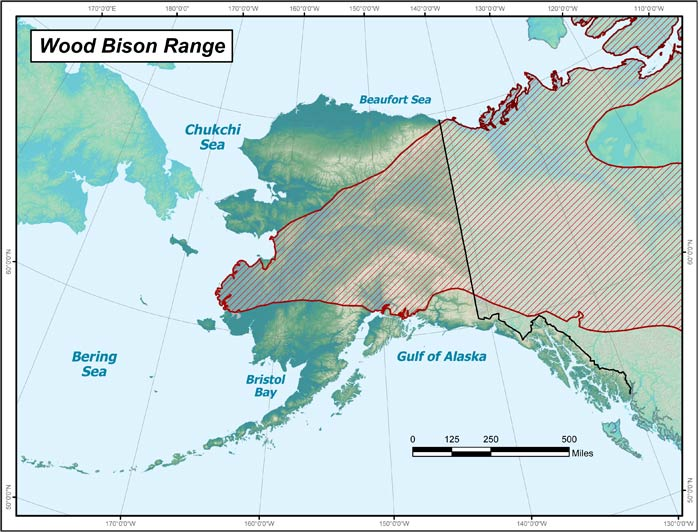 170°0'0"E
180°0'0"
170°0'0"W
160°0'0"W
150°0'0"W
140°0'0"W
130°0'0"W
120°0'0"W
110°0'0"W
Wood Bison Range
Beaufort Sea
Chukchi
Sea
60°0'0"N
60°0'0"N
Bering
Sea
Bristol
Bay
Gulf of Alaska
0 125 250 500
Miles
50°0'0"N
50°0'0"N
170°0'0"W
160°0'0"W
150°0'0"W
140°0'0"W
130°0'0"W